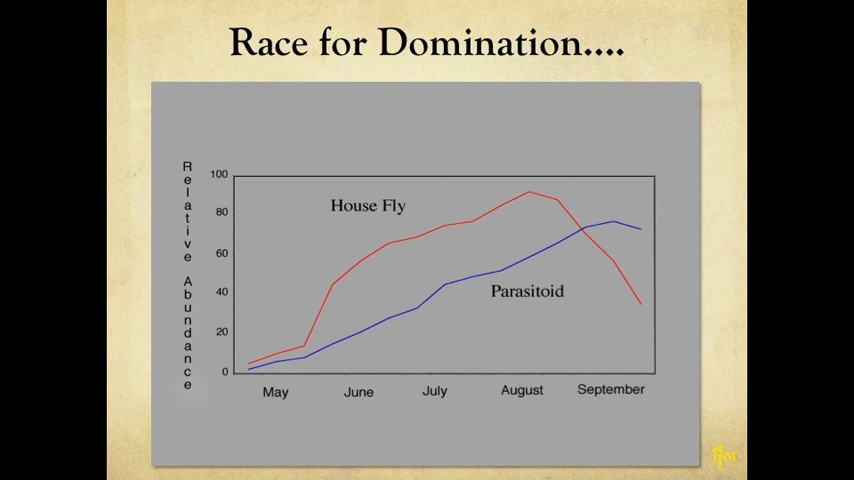 Race for Domination....
Relative Abundance
100
80
60
40
20
0
House Fly
Parasitoid
May June July August September
IPM